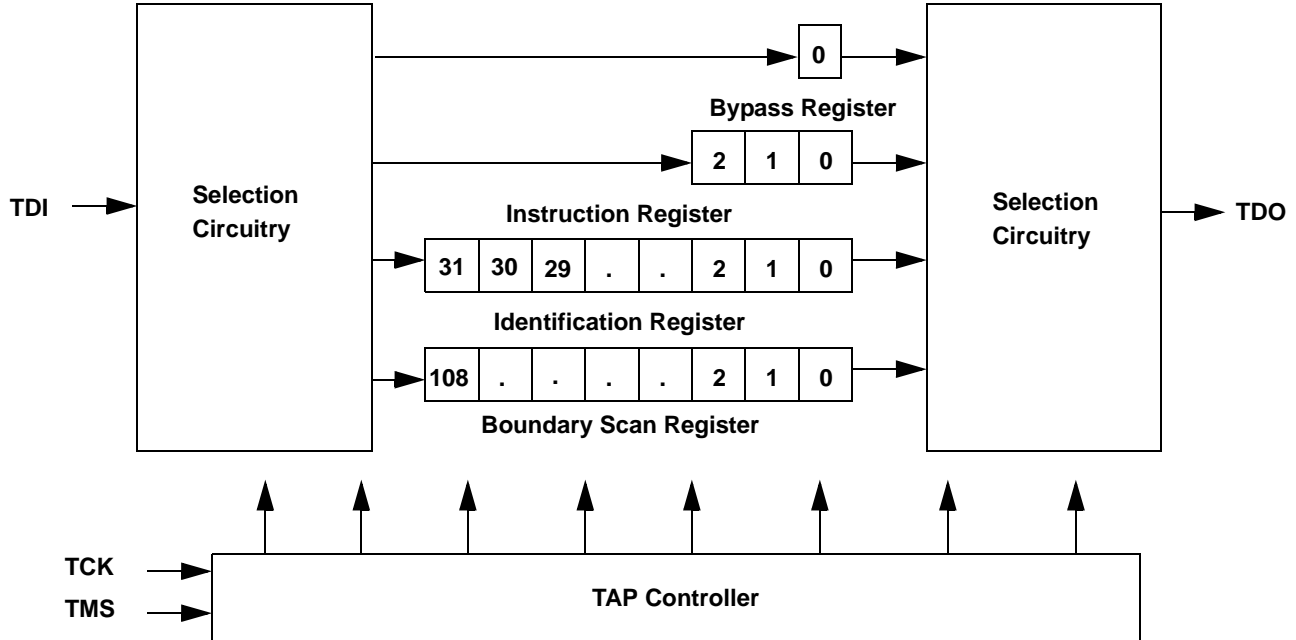 0
Bypass Register
2 1 0
Selection
Circuitry
Selection
Circuitry
TDI
TDO
Instruction Register
31 30 29 . . 2 1 0
Identification Register
108 . . . . 2 1 0
Boundary Scan Register
TCK
TMS
TAP Controller